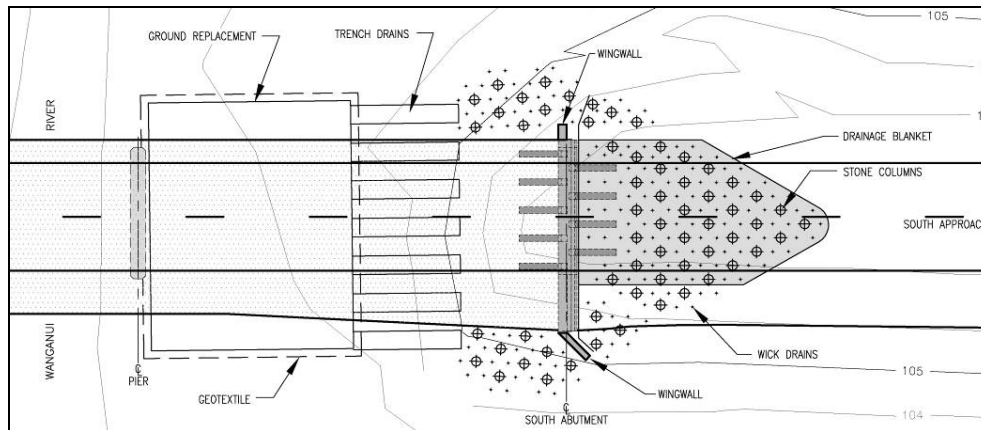 105
GROUND REPLACEMENT
TRENCH DRAINS
WINGWALL
RIVER
DRAINAGE BLANKET
STONE COLUMNS
SOUTH APPROAC
WANGANUI
℄
PIER
GEOTEXTILE
WICK DRAINS
105
WINGWALL
℄
SOUTH ABUTMENT
104